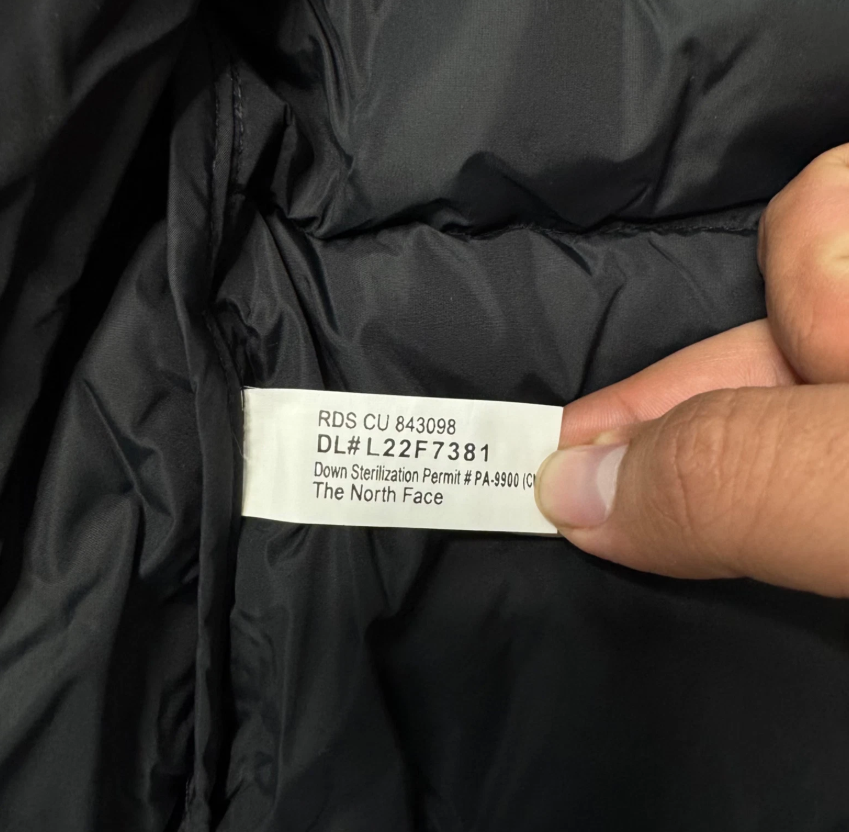 RDS CU 843098
DL# L22F7381
Down Sterilization Permit # PA-9900
The North Face